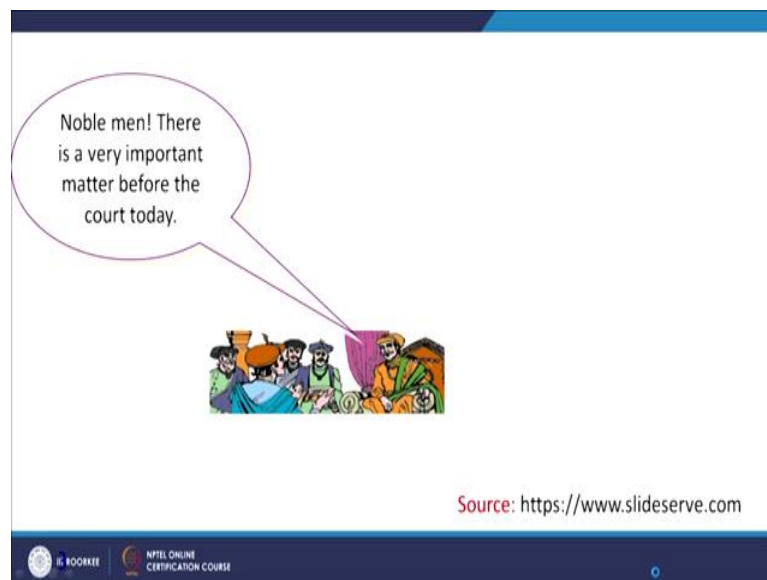 Noble men! There
is a very important
matter before the
court today.
Source: https://www.slideserve.com
ROORKEE
NPTEL ONLINE
CERTIFICATION COURSE